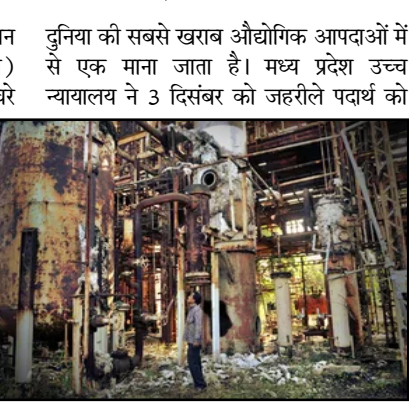 दुनिया की सबसे खराब औद्योगिक आपदाओं में
से एक माना जाता है। मध्य प्रदेश उच्च
न्यायालय ने 3 दिसंबर को जहरीले पदार्थ को